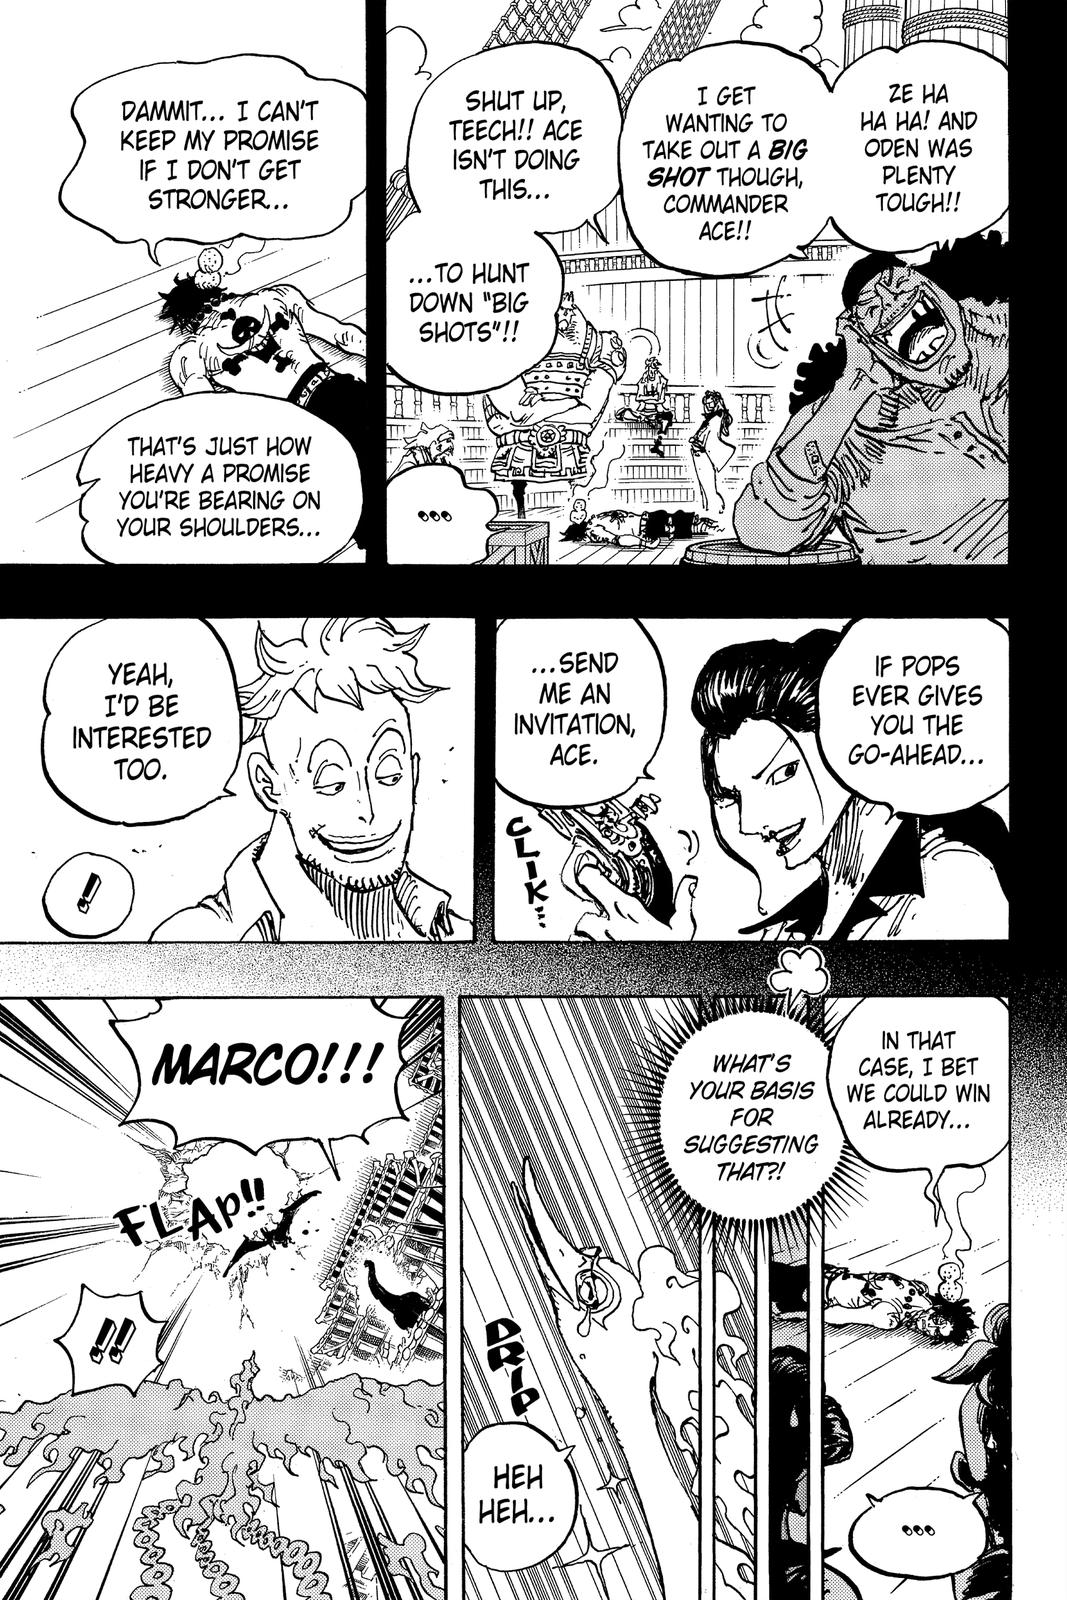 ZE HA
HA HA! AND
ODEN WAS
PLENTY
TOUGH!!
I GET
WANTING TO
TAKE OUT A BIG
SHOT THOUGH,
COMMANDER
ACE!!
SHUT UP,
TEECH!! ACE
ISN'T DOING
THIS...
...TO HUNT
DOWN "BIG
SHOTS"!!
...
DAMMIT... I CAN'T
KEEP MY PROMISE
IF I DON'T GET
STRONGER...
THAT'S JUST HOW
HEAVY A PROMISE
YOU'RE BEARING ON
YOUR SHOULDERS...
IF POPS
EVER GIVES
YOU THE
GO-AHEAD...
...SEND
ME AN
INVITATION,
ACE.
CLIK...
YEAH,
I'D BE
INTERESTED
TOO.
!
IN THAT
CASE, I BET
WE COULD WIN
ALREADY...
...
WHAT'S
YOUR BASIS
FOR
SUGGESTING
THAT?!
DRIP
HEH
HEH...
MARCO!!!
FLAP!!
!!!